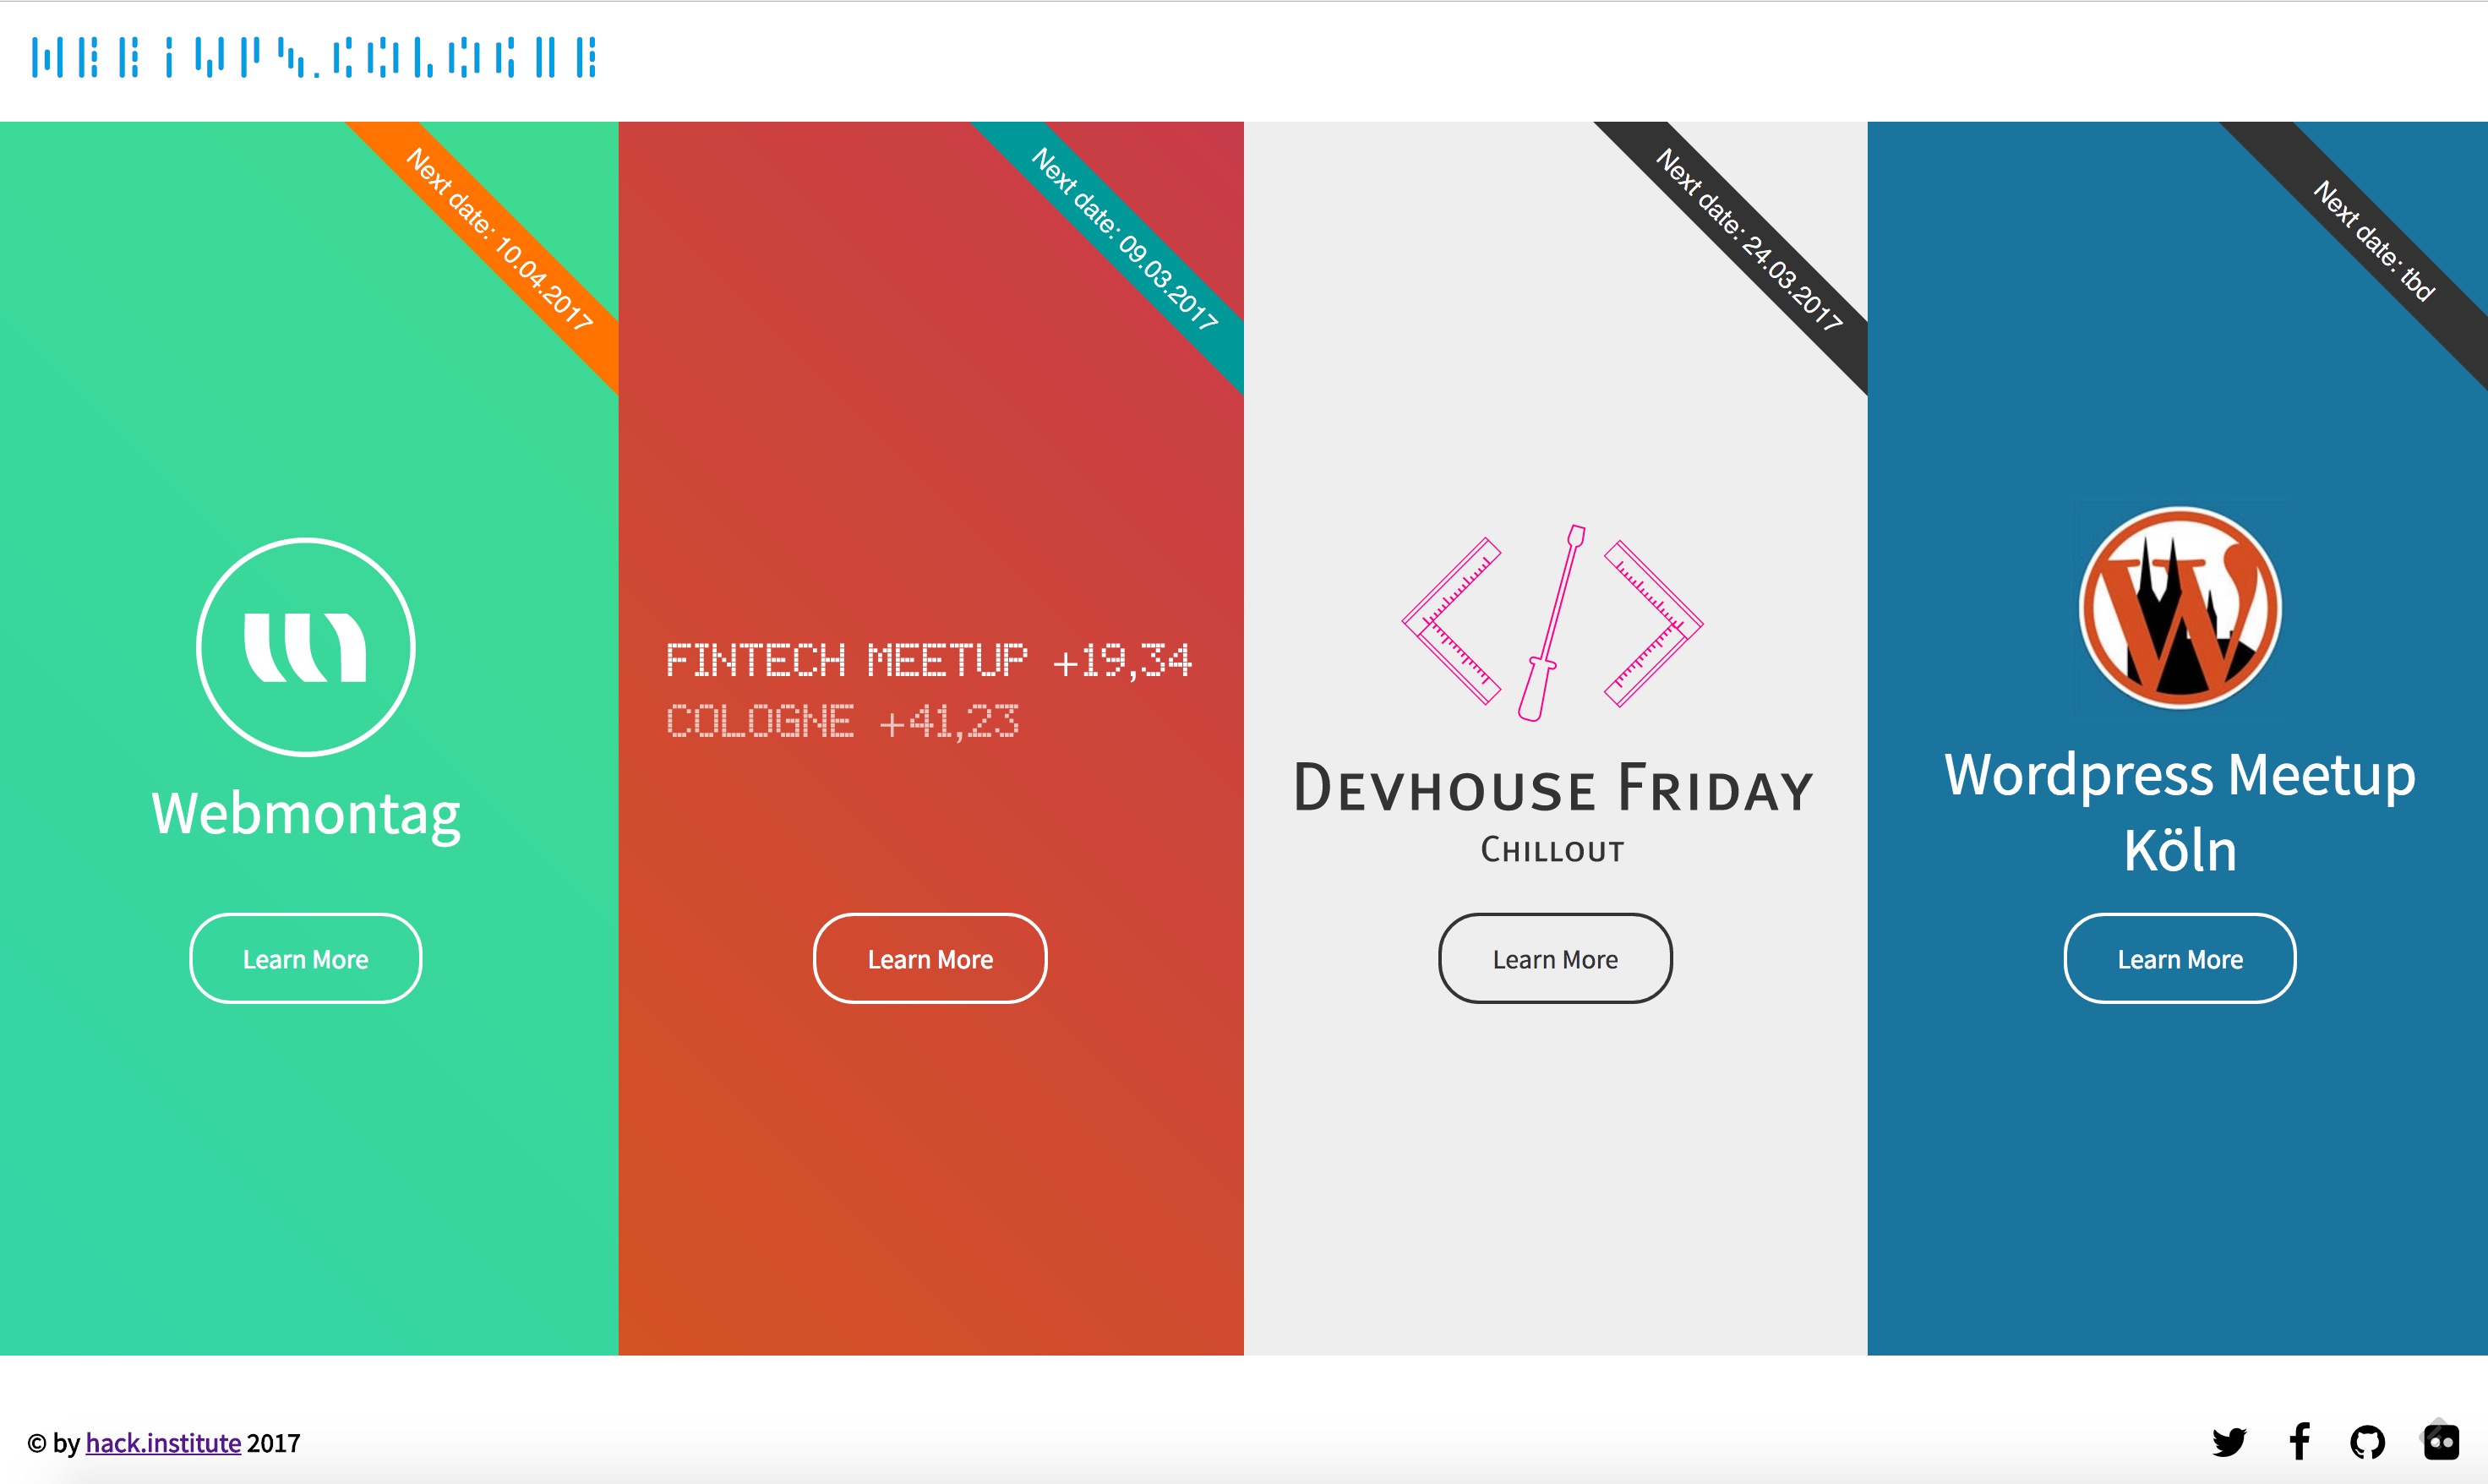 MEETUPS.COLOGNE
Next date: 10.04.2017
Webmontag
Learn More
Next date: 09.03.2017
FINTECH MEETUP +19,34
COLOGNE +41,23
Learn More
Next date: 24.03.2017
DEVHOUSE FRIDAY
CHILLOUT
Learn More
Next date: tbd
W
Wordpress Meetup
Köln
Learn More
© by hack.institute 2017